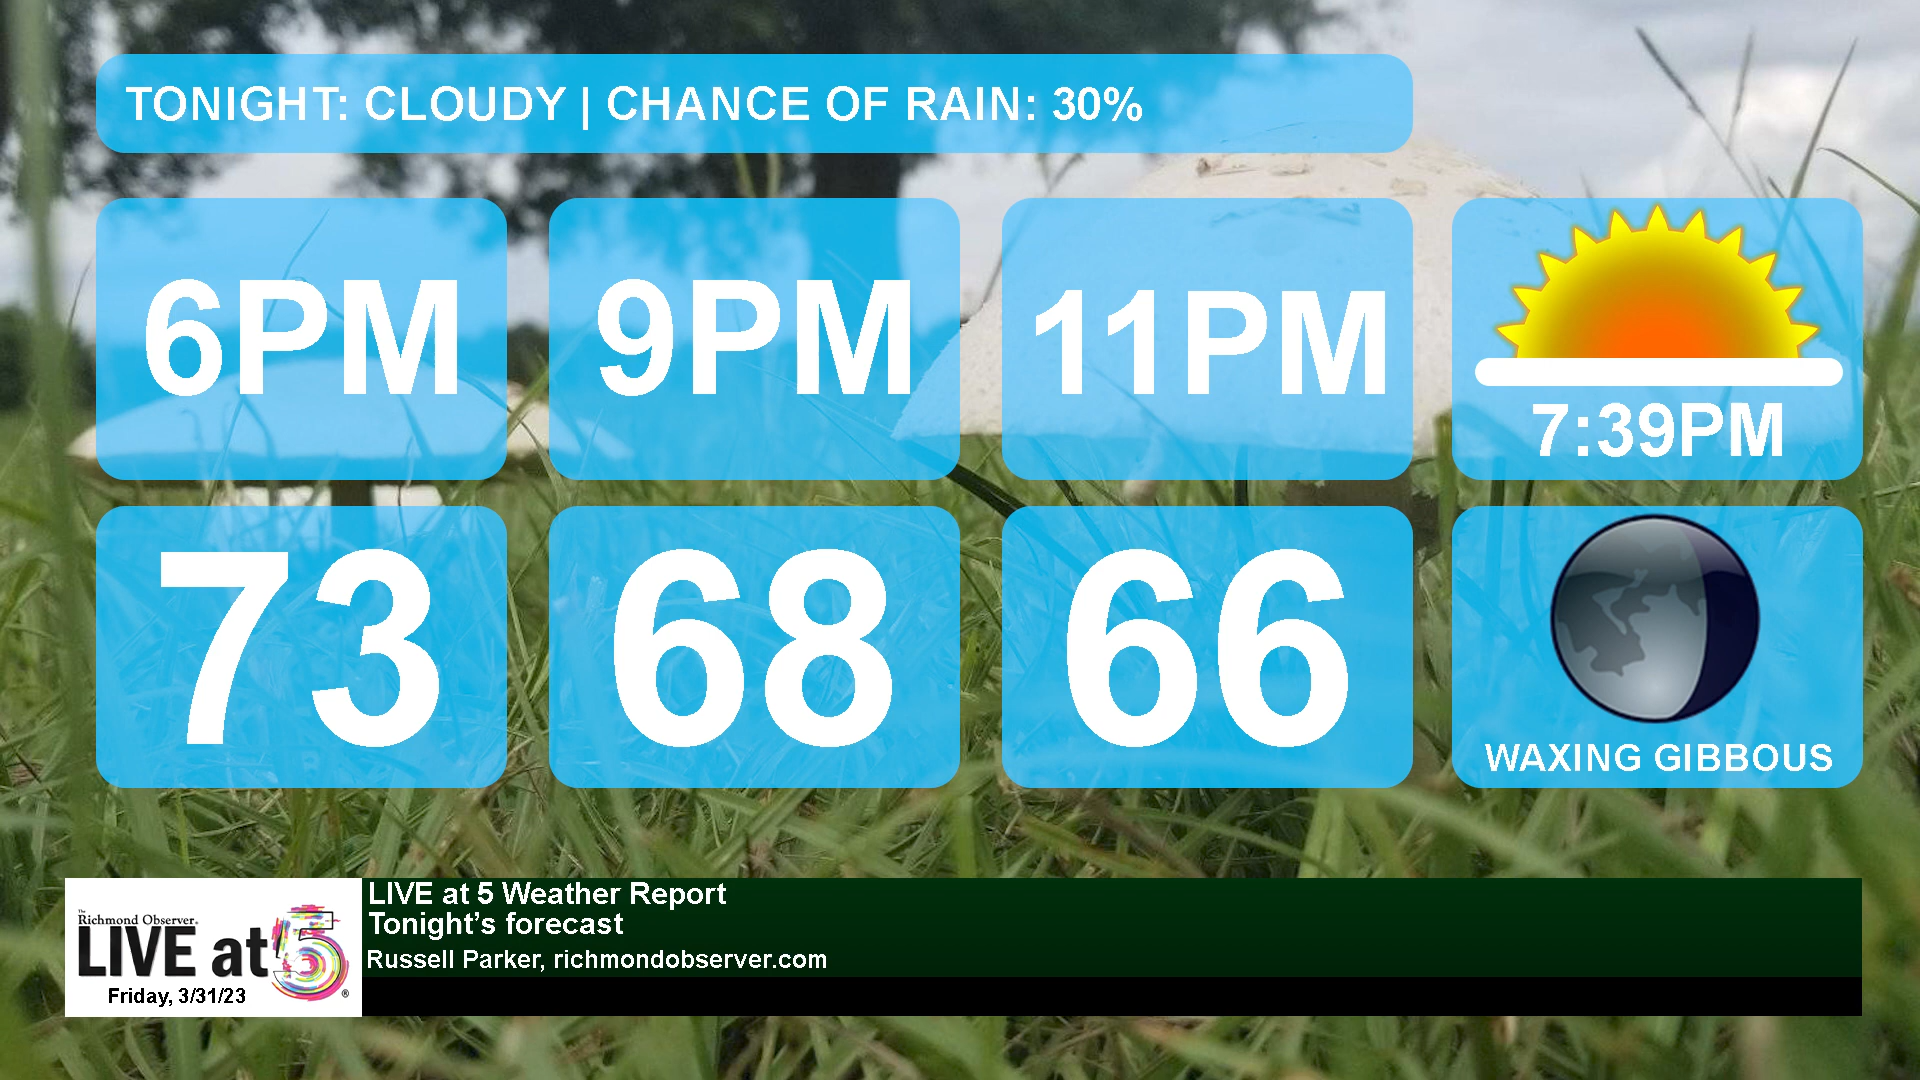 TONIGHT: CLOUDY | CHANCE OF RAIN: 30%
6PM
9PM
11PM
7:39PM
73
68
66
WAXING GIBBOUS
The
Richmond Observer
LIVE at 5
®
Friday, 3/31/23
LIVE at 5 Weather Report
Tonight’s forecast
Russell Parker, richmondobserver.com